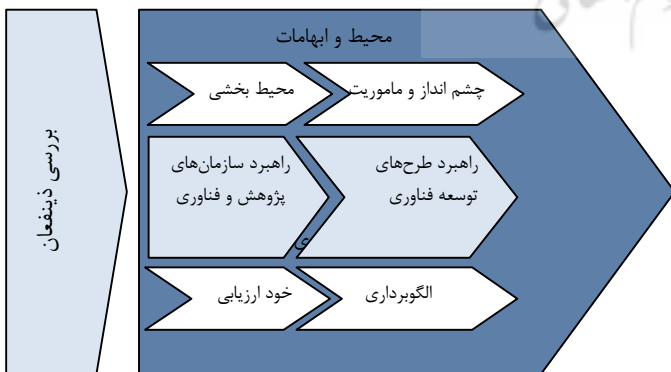 محیط و ابهامات
چشم انداز و ماموریت
محیط بخشی
راهبرد طرح‌های
توسعه فناوری
راهبرد سازمان‌های
پژوهش و فناوری
ی
الگوبرداری
خود ارزیابی
بررسی ذینفعان